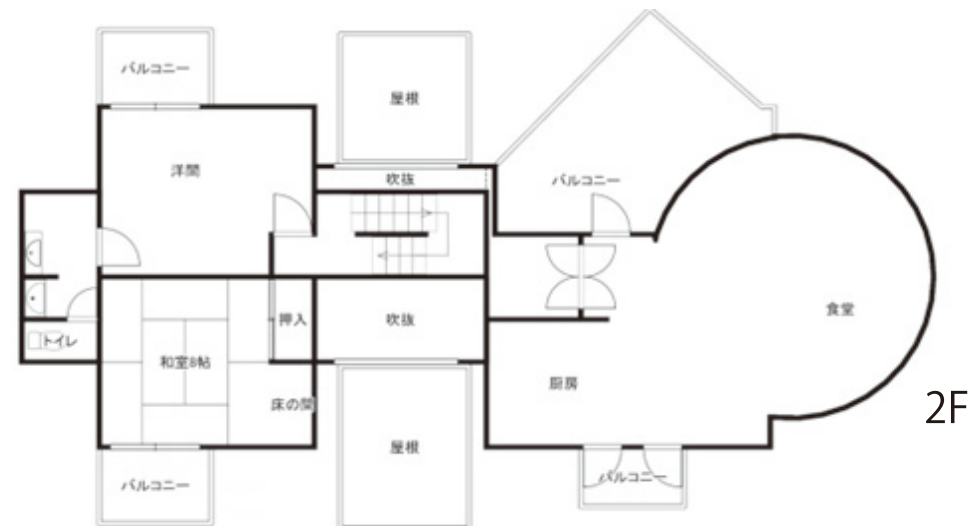 バルコニー
屋根
洋間
吹抜
バルコニー
押入
吹抜
食堂
トイレ
和室8帖
厨房
床の間
2F
屋根
バルコニー
バルコニー